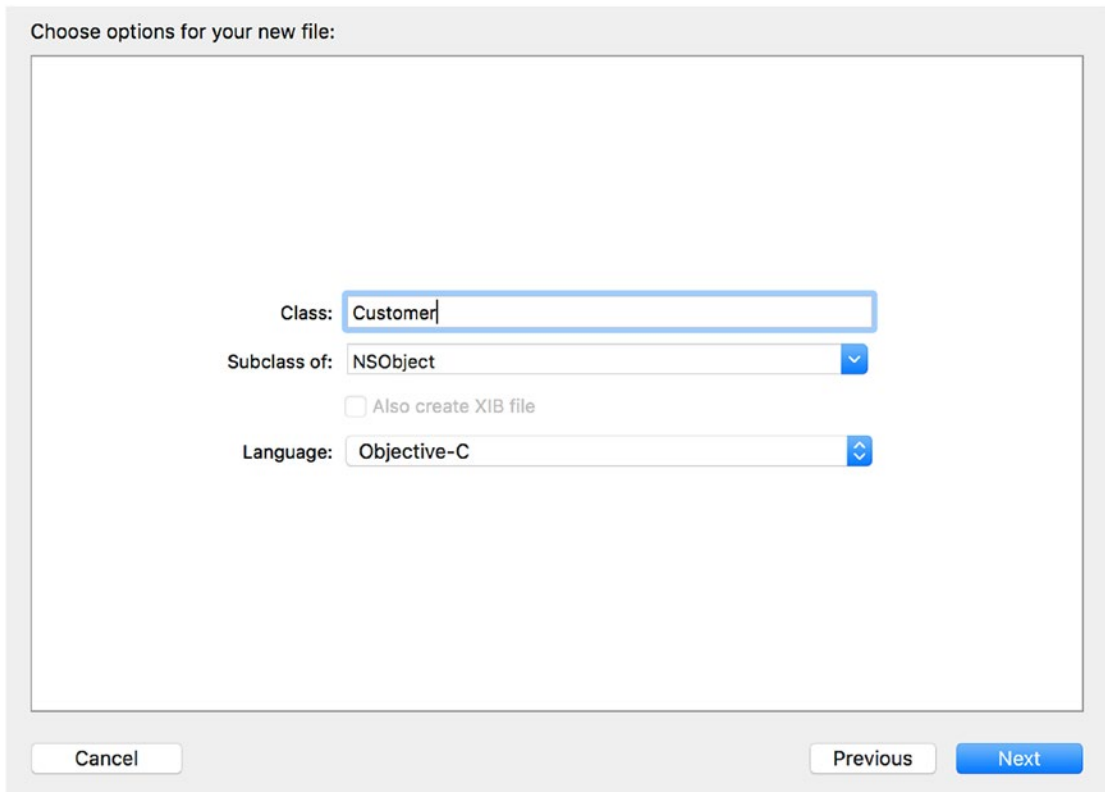 Choose options for your new file:
Class: Customer
Subclass of: NSObject
Also create XIB file
Language: Objective-C
Cancel Previous Next